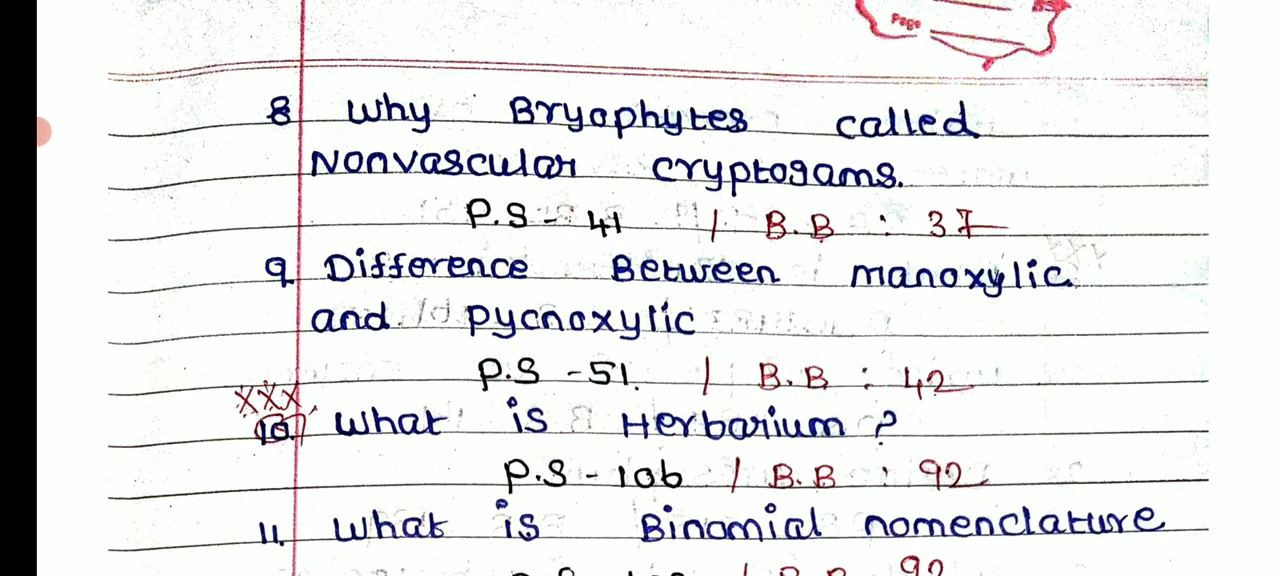 Page
8 Why Bryophytes called
Nonvascular cryptogams.
P.S - 41 / B.B : 37
9 Difference Between manoxylic
and pycnoxylic
P.S - 51. / B.B : 42
XXX
10. What is Herbarium ?
P.S - 106 / B.B : 92
11. What is Binomial nomenclature